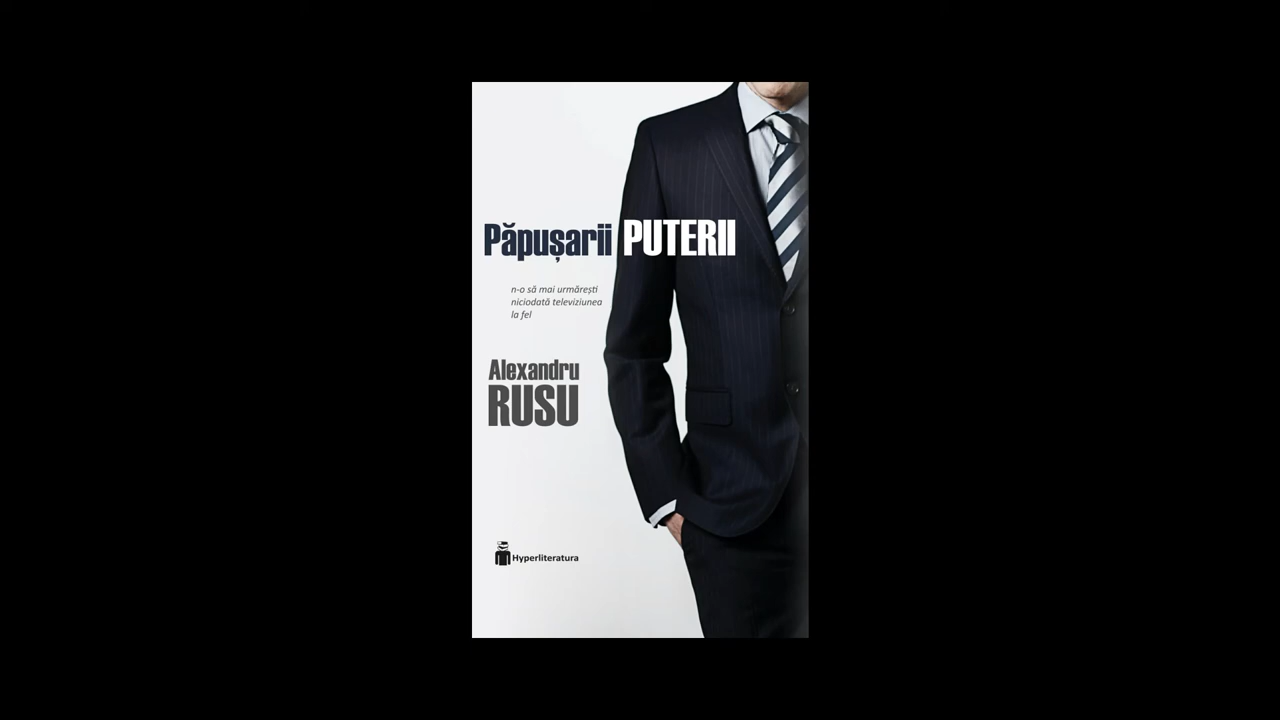 Păpușarii PUTERII
n-o să mai urmărești
niciodată televiziunea
la fel
Alexandru
RUSU
Hyperliteratura